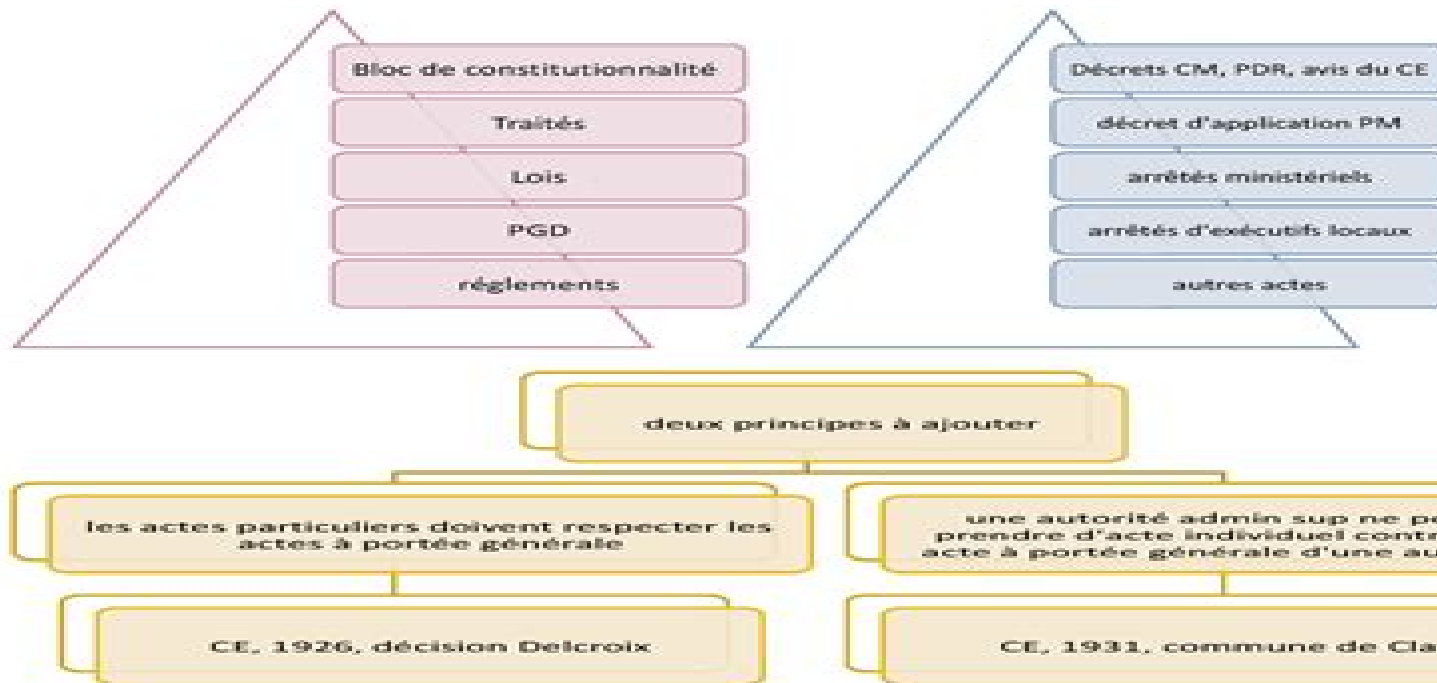 Bloc de constitutionnalité
Traités
Lois
PGD
réglements
Décrets CM, PDR, avis du CE
décret d'application PM
arrêtés ministériels
arrêtés d'exécutifs locaux
autres actes
deux principes à ajouter
les actes particuliers doivent respecter les
actes à portée générale
une autorité admin sup ne
prendre d'acte individuel
acte à portée générale d'une
CE, 1926, décision Delcroix
CE, 1931, commune de